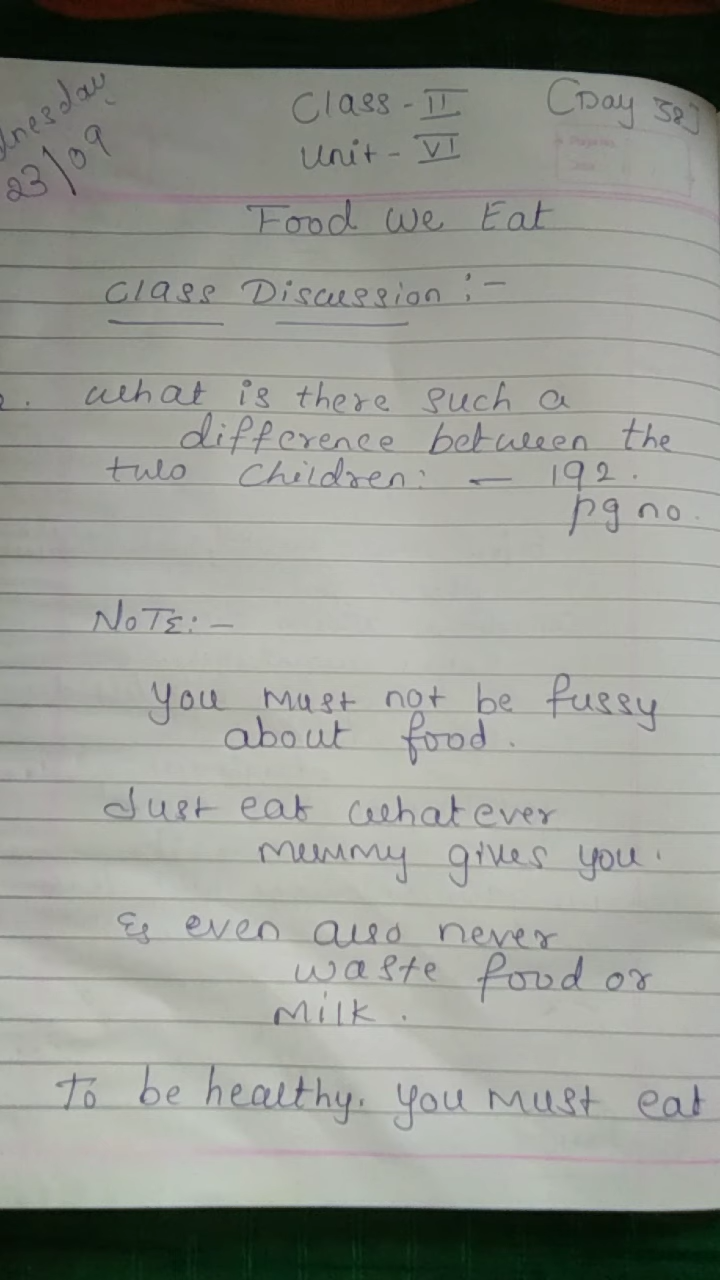 Class - II
(Day 38)
Unit - VI
23/09
Food We Eat
Class Discussion :-
2. What is there such a
difference between the
two Children: - 192.
pg no.
NOTE: -
You must not be fussy
about food.
Just eat whatever
mummy gives you.
& even also never
waste food or
milk.
To be healthy. you must eat